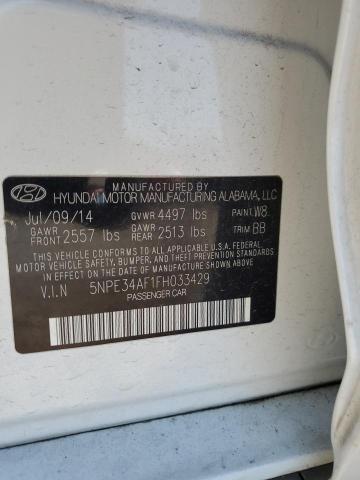 MANUFACTURED BY
HYUNDAI MOTOR MANUFACTURING ALABAMA, LLC
Jul/09/14 GVWR 4497 lbs PAINT W8
GAWR FRONT 2557 lbs GAWR REAR 2513 lbs TRIM BB
THIS VEHICLE CONFORMS TO ALL APPLICABLE U.S.A. FEDERAL
MOTOR VEHICLE SAFETY, BUMPER, AND THEFT PREVENTION
STANDARDS IN EFFECT ON THE DATE OF MANUFACTURE SHOWN ABOVE.
V.I.N 5NPE34AF1FH033429
PASSENGER CAR